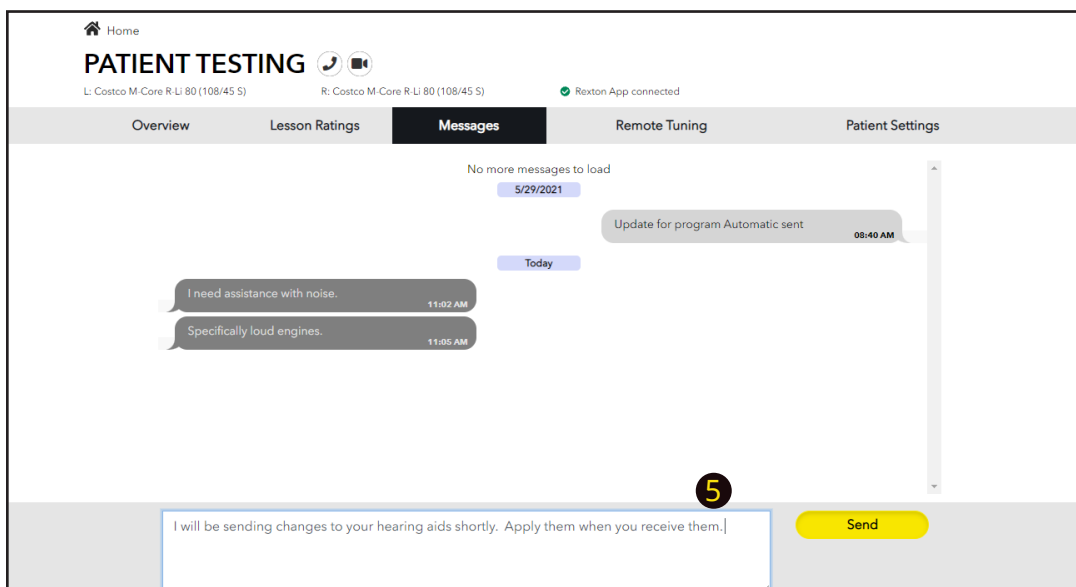 Home
PATIENT TESTING
L: Costco M-Core R-Li 80 (108/45 S) R: Costco M-Core R-Li 80 (108/45 S) Rexton App connected
Overview Lesson Ratings Messages Remote Tuning Patient Settings
No more messages to load
5/29/2021
Update for program Automatic sent
08:40 AM
Today
I need assistance with noise.
11:02 AM
Specifically loud engines.
11:05 AM
5
I will be sending changes to your hearing aids shortly.  Apply them when you receive them. Send